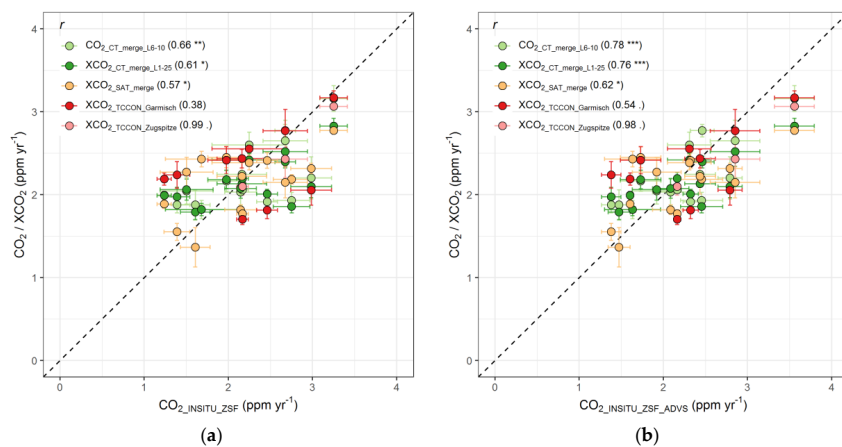 r
CO2_CT_merge_L6-10 (0.66 **)
XCO2_CT_merge_L1-25 (0.61 *)
XCO2_SAT_merge (0.57 *)
XCO2_TCCON_Garmisch (0.38)
XCO2_TCCON_Zugspitze (0.99 .)
4
3
2
1
0
CO2 / XCO2 (ppm yr-1)
0 1 2 3 4
CO2_INSITU_ZSF (ppm yr-1)
(a)
r
CO2_CT_merge_L6-10 (0.78 ***)
XCO2_CT_merge_L1-25 (0.76 ***)
XCO2_SAT_merge (0.62 *)
XCO2_TCCON_Garmisch (0.54 .)
XCO2_TCCON_Zugspitze (0.98 .)
4
3
2
1
0
CO2 / XCO2 (ppm yr-1)
0 1 2 3 4
CO2_INSITU_ZSF_ADVS (ppm yr-1)
(b)